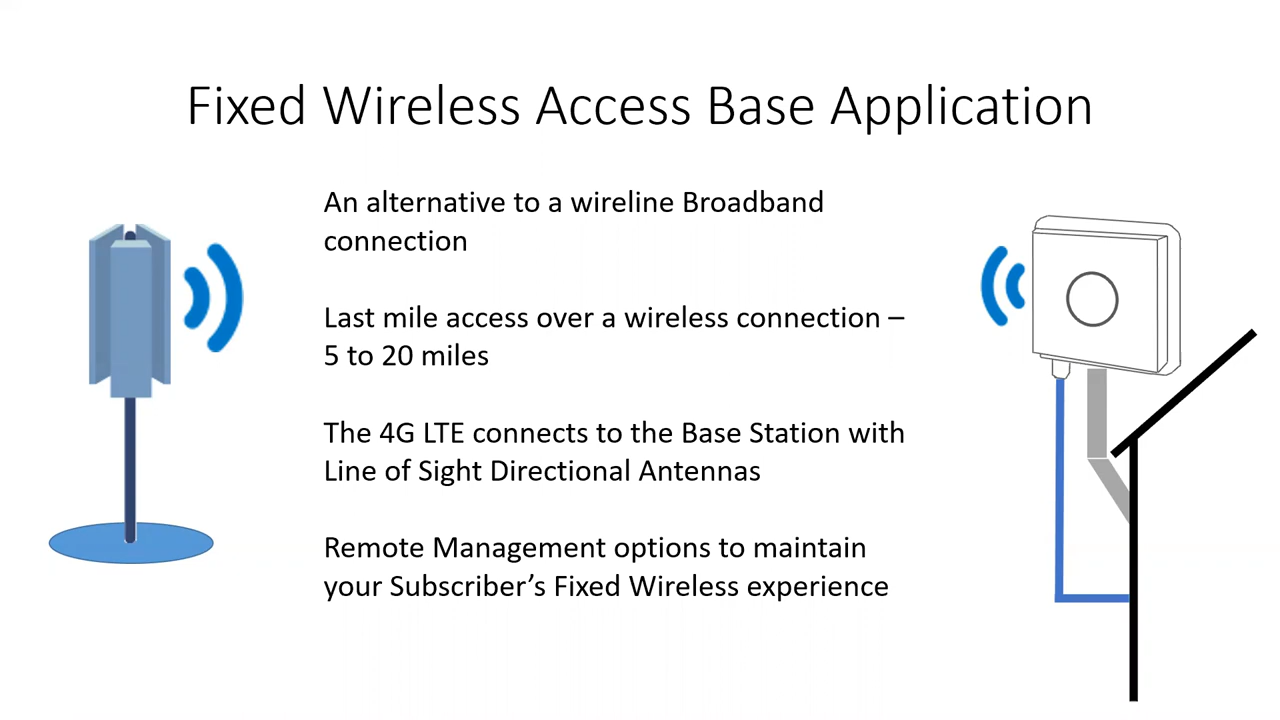 Fixed Wireless Access Base Application
An alternative to a wireline Broadband
connection
Last mile access over a wireless connection –
5 to 20 miles
The 4G LTE connects to the Base Station with
Line of Sight Directional Antennas
Remote Management options to maintain
your Subscriber’s Fixed Wireless experience